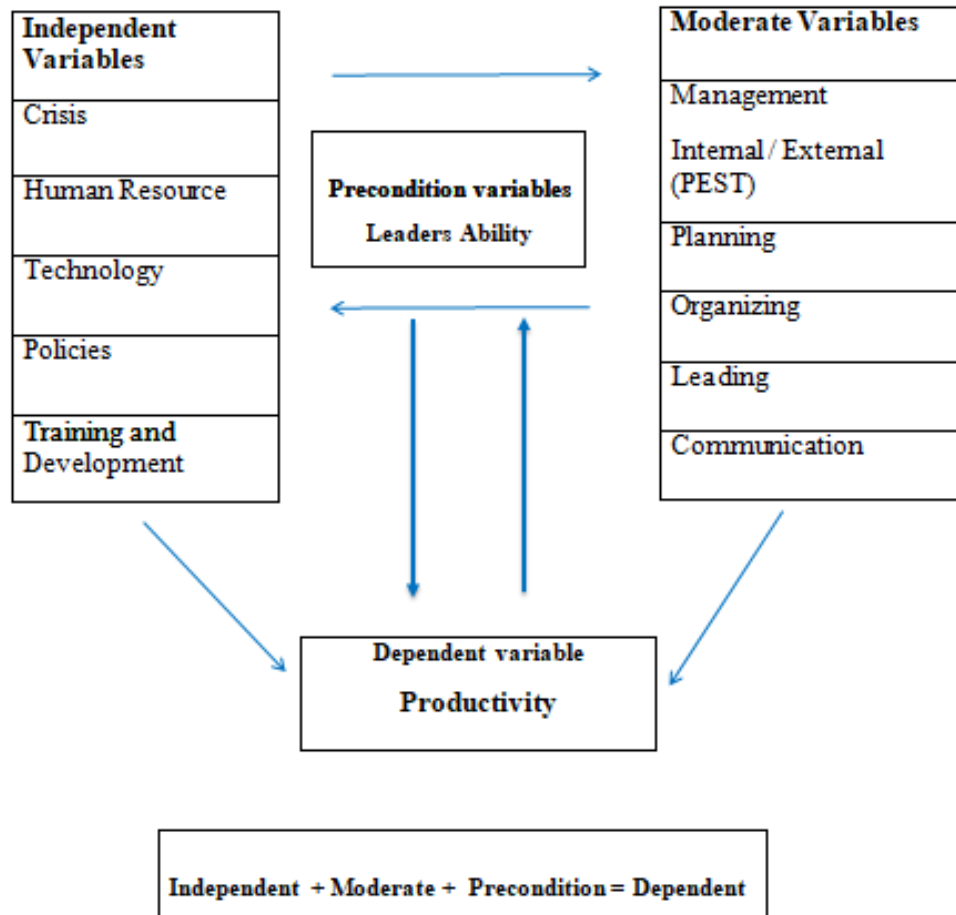 Independent
Variables
Crisis
Human Resource
Technology
Policies
Training and
Development
Precondition variables
Leaders Ability
Moderate Variables
Management
Internal / External
(PEST)
Planning
Organizing
Leading
Communication
Dependent variable
Productivity
Independent + Moderate + Precondition = Dependent